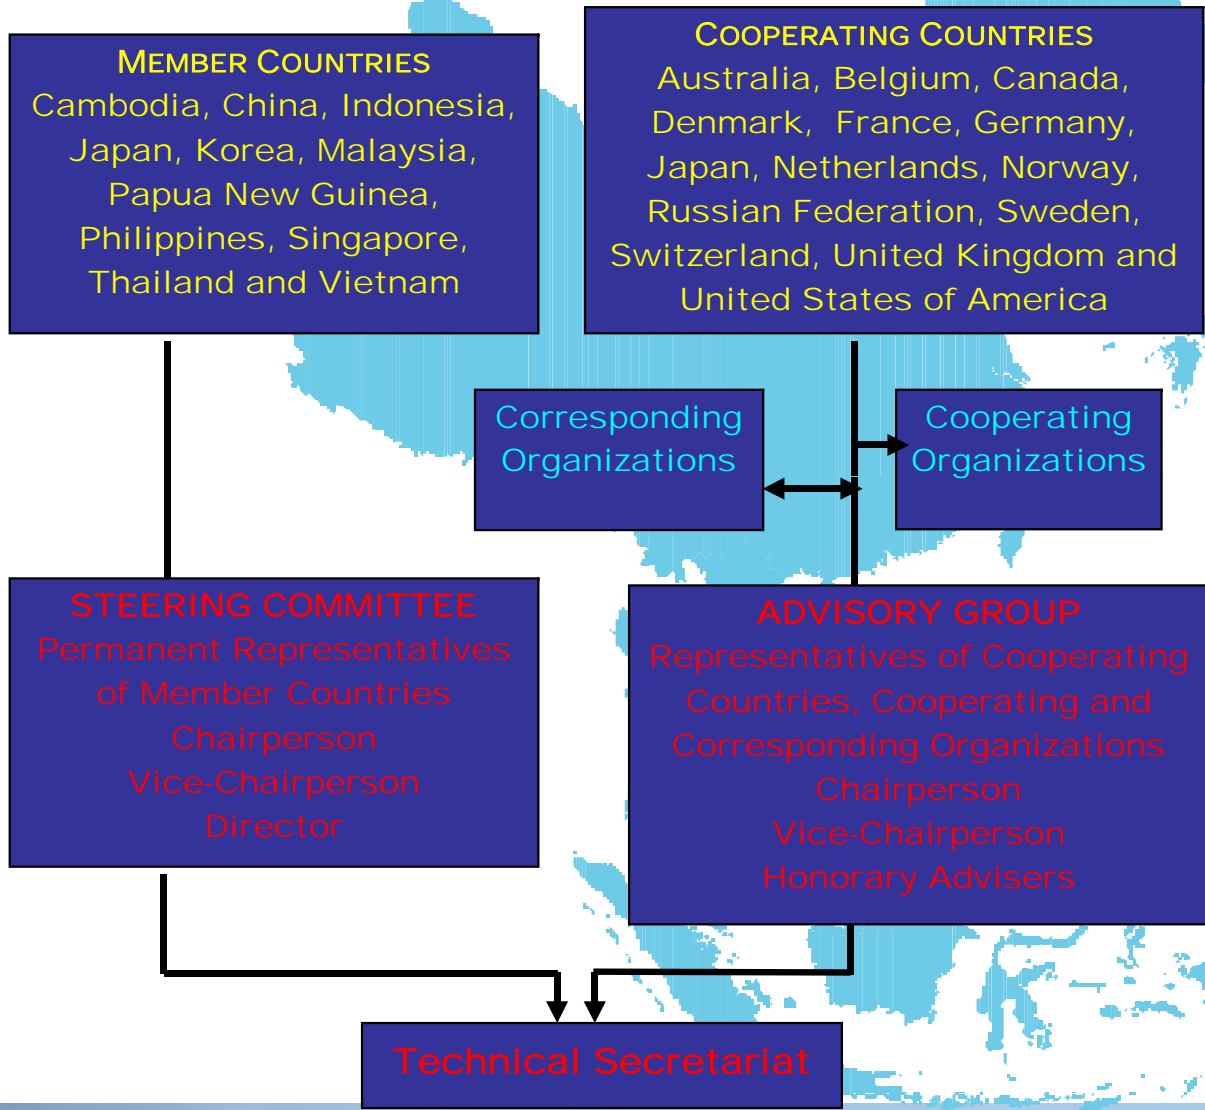 MEMBER COUNTRIES
Cambodia, China, Indonesia,
Japan, Korea, Malaysia,
Papua New Guinea,
Philippines, Singapore,
Thailand and Vietnam
COOPERATING COUNTRIES
Australia, Belgium, Canada,
Denmark, France, Germany,
Japan, Netherlands, Norway,
Russian Federation, Sweden,
Switzerland, United Kingdom and
United States of America
Corresponding
Organizations
Cooperating
Organizations
STEERING COMMITTEE
Permanent Representatives
of Member Countries
Chairperson
Vice-Chairperson
Director
ADVISORY GROUP
Representatives of Cooperating
Countries, Cooperating and
Corresponding Organizations
Chairperson
Vice-Chairperson
Honorary Advisers
Technical Secretariat